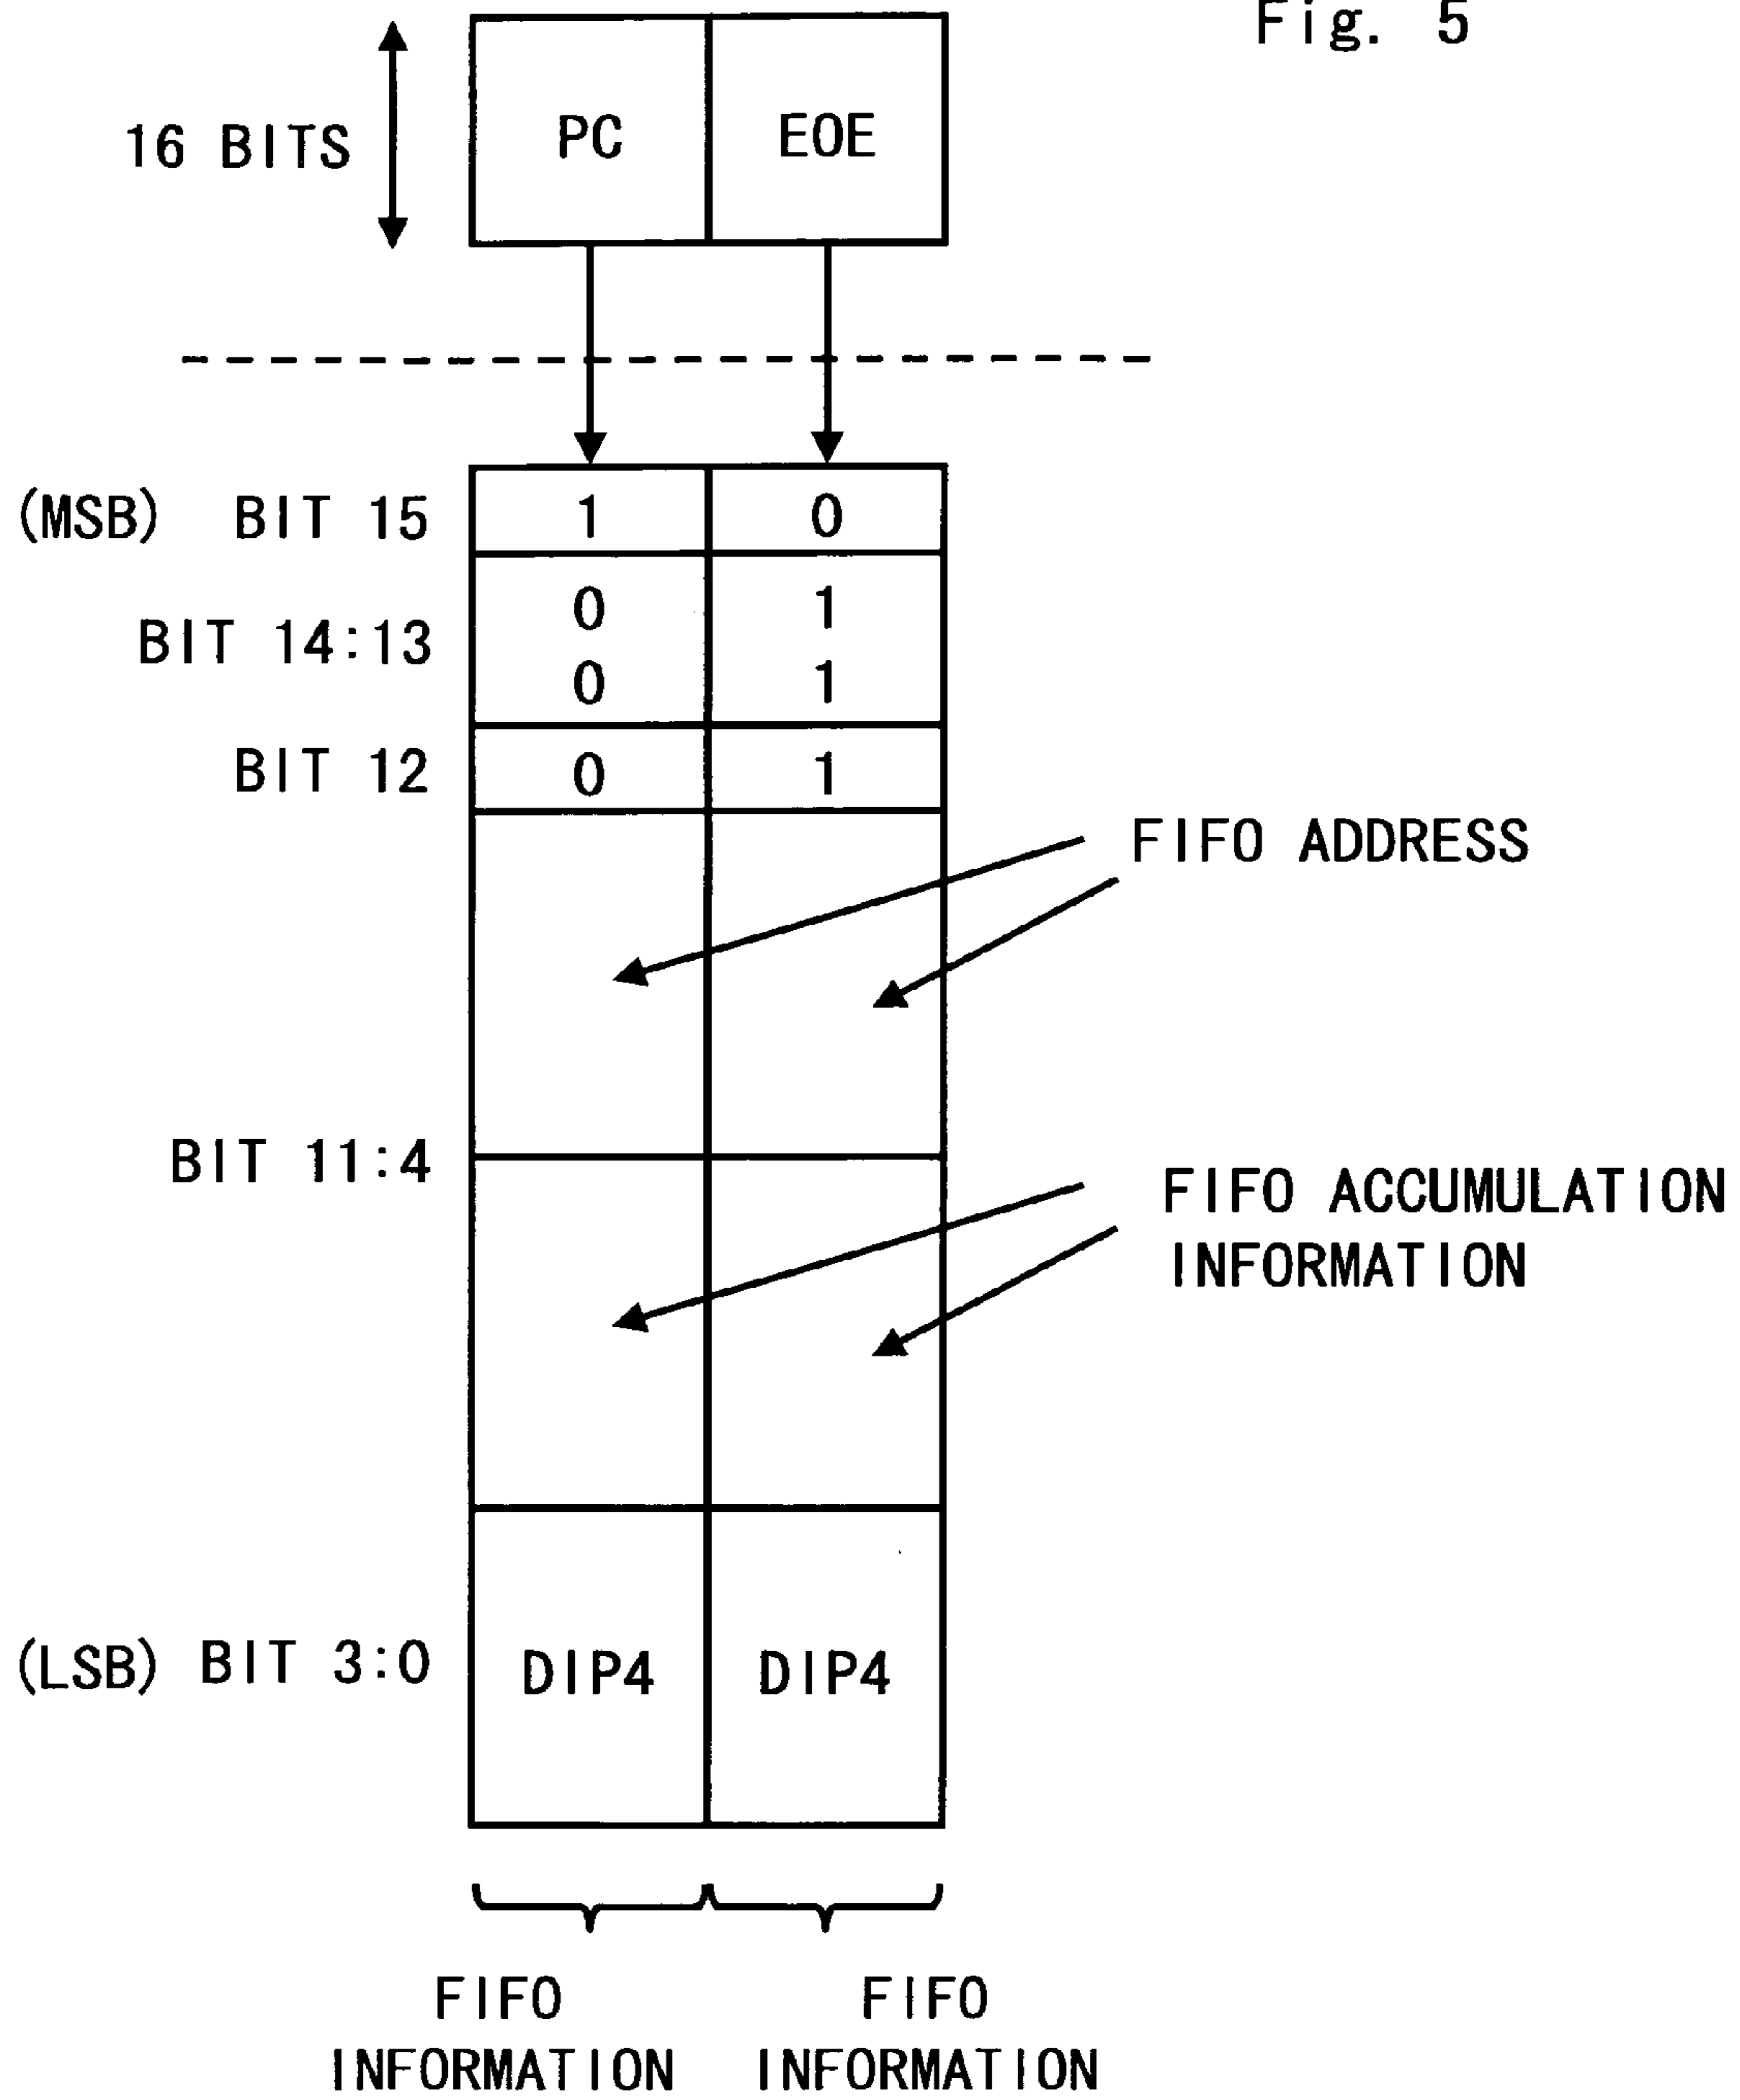 Fig. 5
16 BITS
PC EOE
(MSB) BIT 15 1 0
0 1
BIT 14:13
0 1
BIT 12 0 1
FIFO ADDRESS
BIT 11:4
FIFO ACCUMULATION
INFORMATION
(LSB) BIT 3:0 DIP4 DIP4
FIFO FIFO
INFORMATION INFORMATION